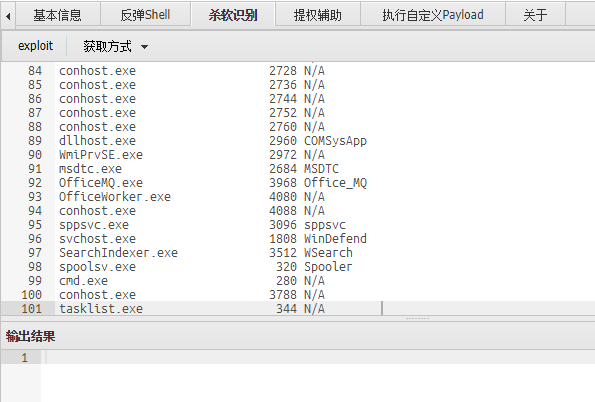 基本信息 反弹Shell 杀软识别 提权辅助 执行自定义Payload 关于
exploit 获取方式
84 conhost.exe 2728 N/A
85 conhost.exe 2736 N/A
86 conhost.exe 2744 N/A
87 conhost.exe 2752 N/A
88 conhost.exe 2760 N/A
89 dllhost.exe 2960 COMSysApp
90 WmiPrvSE.exe 2972 N/A
91 msdtc.exe 2684 MSDTC
92 OfficeMQ.exe 3968 Office_MQ
93 OfficeWorker.exe 4080 N/A
94 conhost.exe 4088 N/A
95 sppsvc.exe 3096 sppsvc
96 svchost.exe 1808 WinDefend
97 SearchIndexer.exe 3512 WSearch
98 spoolsv.exe 320 Spooler
99 cmd.exe 280 N/A
100 conhost.exe 3788 N/A
101 tasklist.exe 344 N/A
输出结果
1